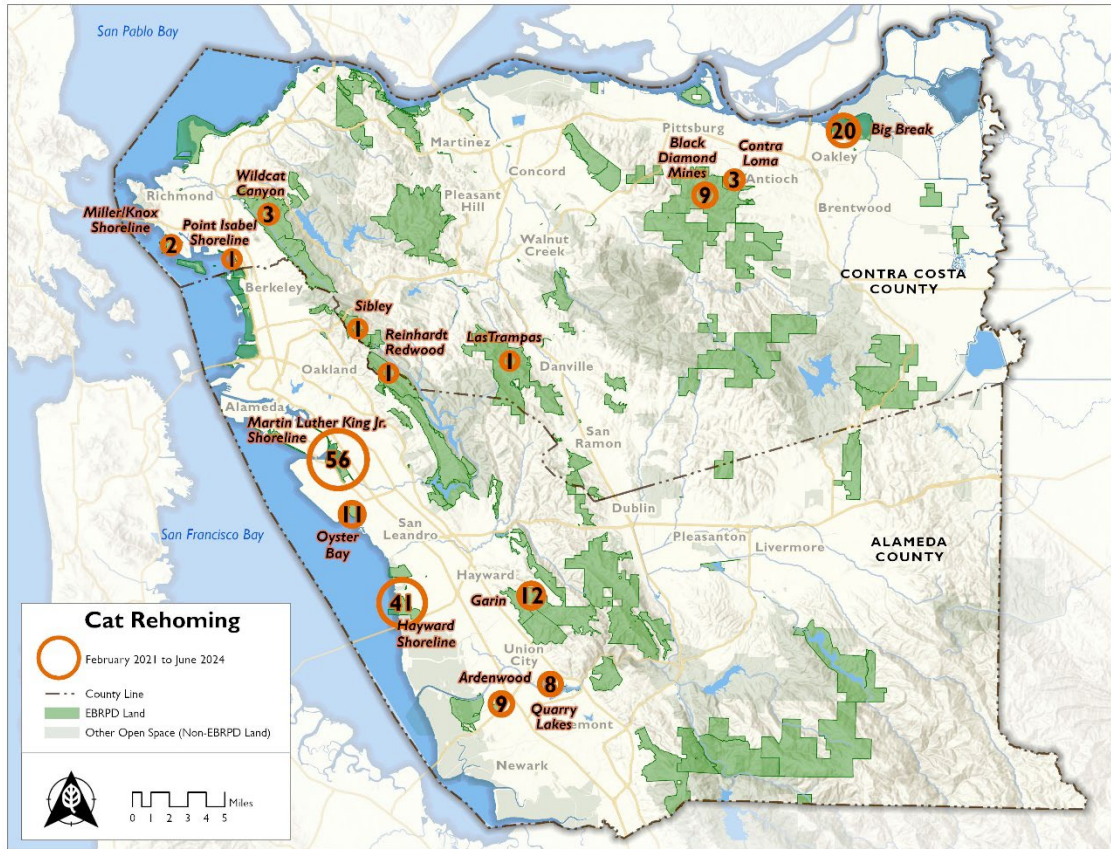 San Pablo Bay
Martinez
Pittsburg
20
Big Break
Oakley
Black
Diamond
Mines
Contra
Loma
3
Antioch
9
Concord
Wildcat
Canyon
3
Richmond
Pleasant
Hill
Brentwood
Miller/Knox
Shoreline
2
Point Isabel
Shoreline
1
Walnut
Creek
CONTRA COSTA
COUNTY
Berkeley
Sibley
1
Reinhardt
Redwood
1
LasTrampas
1
Danville
Oakland
Alameda
Martin Luther King Jr.
Shoreline
56
San
Ramon
Dublin
11
Oyster
Bay
San
Leandro
San Francisco Bay
Pleasanton
Livermore
ALAMEDA
COUNTY
Hayward
Garin
12
41
Hayward
Shoreline
Union
City
Ardenwood
9
8
Quarry
Lakes
emont
Newark
Cat Rehoming
February 2021 to June 2024
County Line
EBRPD Land
Other Open Space (Non-EBRPD Land)
Miles
0 1 2 3 4 5